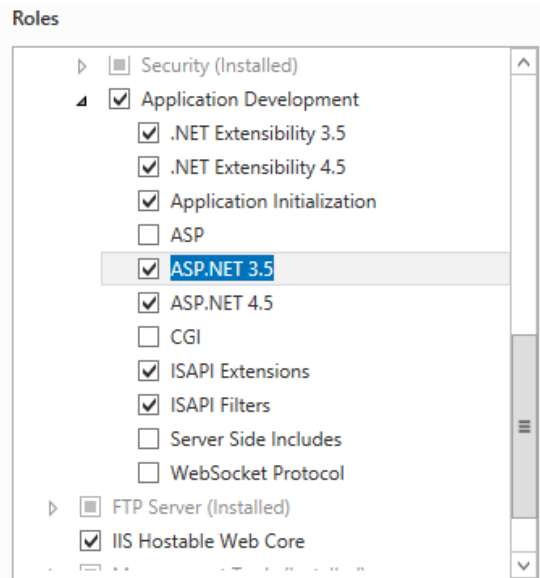 Roles
Security (Installed)
Application Development
.NET Extensibility 3.5
.NET Extensibility 4.5
Application Initialization
ASP
ASP.NET 3.5
ASP.NET 4.5
CGI
ISAPI Extensions
ISAPI Filters
Server Side Includes
WebSocket Protocol
FTP Server (Installed)
IIS Hostable Web Core